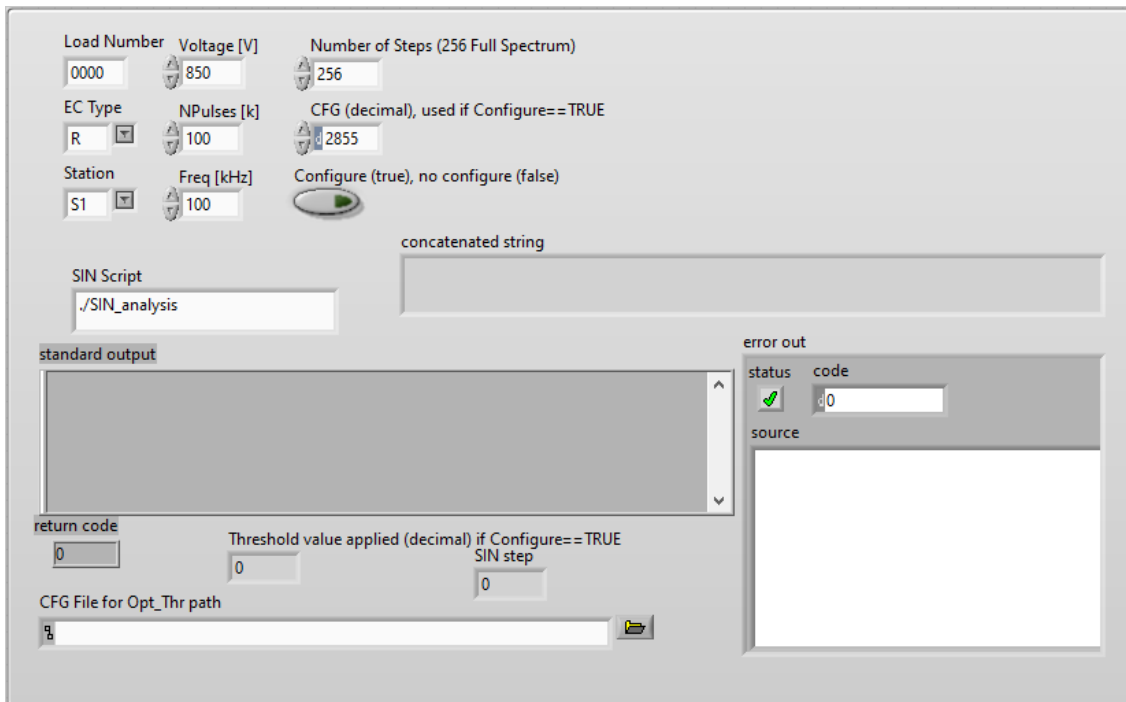 Load Number Voltage [V] Number of Steps (256 Full Spectrum)
0000 850 256
EC Type NPulses [k] CFG (decimal), used if Configure==TRUE
R 100 d 2855
Station Freq [kHz] Configure (true), no configure (false)
S1 100
concatenated string
SIN Script
./SIN_analysis
standard output
error out
status code
d 0
source
return code
0
Threshold value applied (decimal) if Configure==TRUE
0
SIN step
0
CFG File for Opt_Thr path